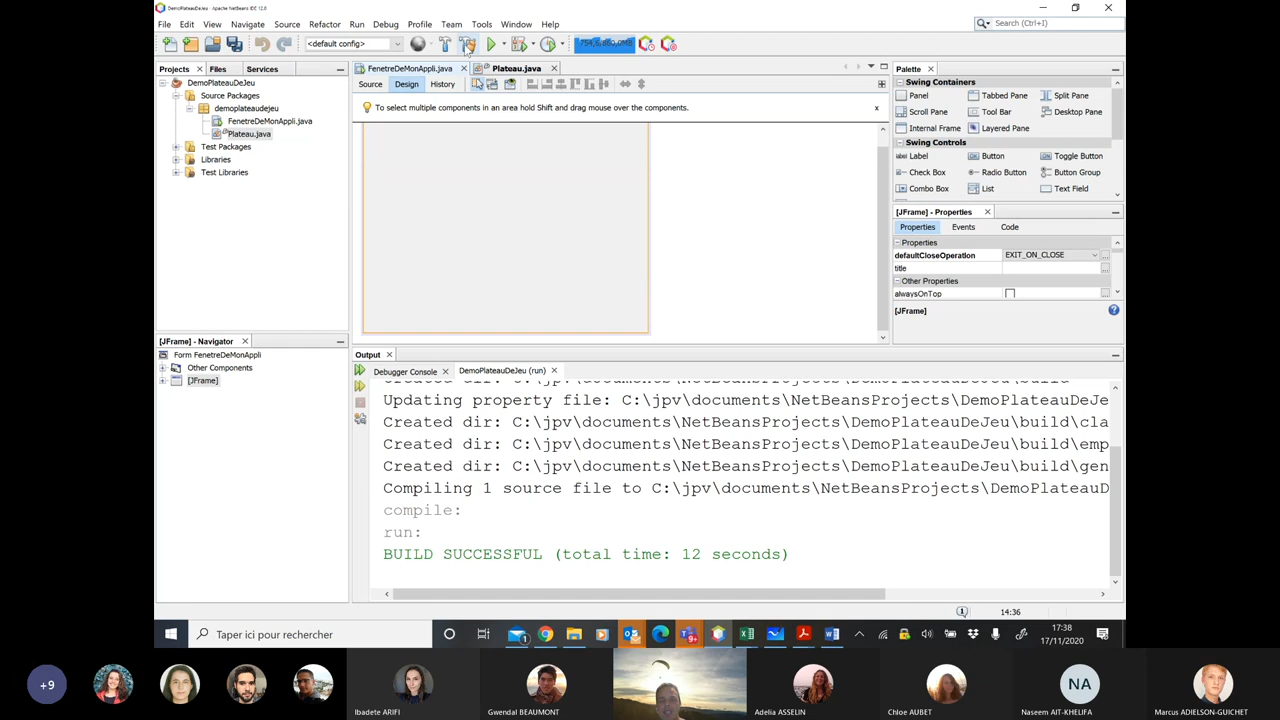 DemoPlateauDeJeu - Apache NetBeans IDE 12.0
File Edit View Navigate Source Refactor Run Debug Profile Team Tools Window Help
Search (Ctrl+I)
<default config>
Projects Files Services
FenetreDeMonAppli.java Plateau.java
Palette
DemoPlateauDeJeu
Source Packages
demoplateaudejeu
FenetreDeMonAppli.java
Plateau.java
Test Packages
Libraries
Test Libraries
Source Design History
To select multiple components in an area hold Shift and drag mouse over the components.
Swing Containers
Panel Tabbed Pane Split Pane
Scroll Pane Tool Bar Desktop Pane
Internal Frame Layered Pane
Swing Controls
label Label Button Toggle Button
Check Box Radio Button Button Group
Combo Box List Text Field
[JFrame] - Properties
Properties Events Code
Properties
defaultCloseOperation EXIT_ON_CLOSE
title
Other Properties
alwaysOnTop
[JFrame]
[JFrame] - Navigator
Form FenetreDeMonAppli
Other Components
[JFrame]
Output
Debugger Console DemoPlateauDeJeu (run)
Created dir: C:\jpv\documents\NetBeansProjects\DemoPlateauDeJeu\build
Updating property file: C:\jpv\documents\NetBeansProjects\DemoPlateauDeJe
Created dir: C:\jpv\documents\NetBeansProjects\DemoPlateauDeJeu\build\cla
Created dir: C:\jpv\documents\NetBeansProjects\DemoPlateauDeJeu\build\emp
Created dir: C:\jpv\documents\NetBeansProjects\DemoPlateauDeJeu\build\gen
Compiling 1 source file to C:\jpv\documents\NetBeansProjects\DemoPlateauD
compile:
run:
BUILD SUCCESSFUL (total time: 12 seconds)
14:36
Taper ici pour rechercher
17:38
17/11/2020
+9
NA
Ibadete ARIFI
Gwendal BEAUMONT
Adelia ASSELIN
Chloe AUBET
Naseem AIT-KHELIFA
Marcus ADIELSON-GUICHET